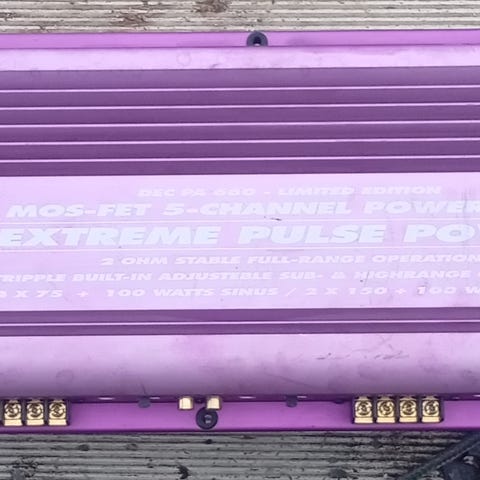 DEC PA 660 - LIMITED EDITION
MOS-FET 5-CHANNEL POWER
EXTREME PULSE PO
2 OHM STABLE FULL-RANGE OPERATION
TRIPPLE BUILT-IN ADJUSTEBLE SUB- & HIGHRANGE
X 75 + 100 WATTS SINUS / 2 X 150 + 100 W